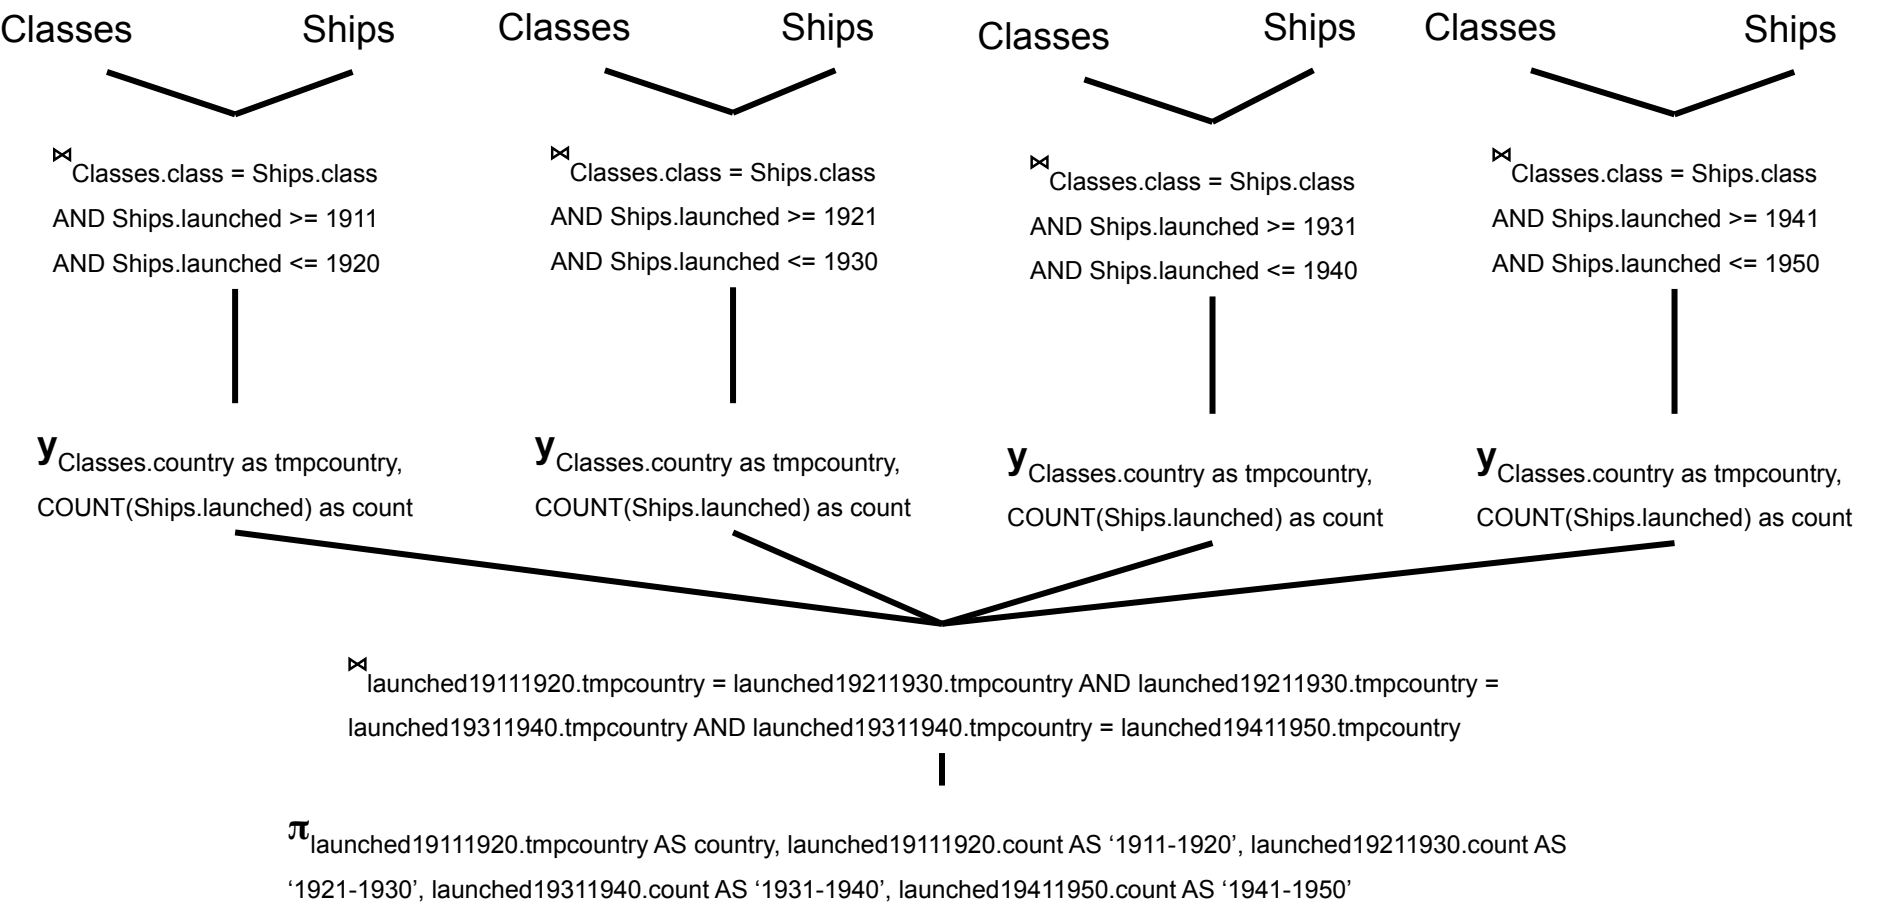 Classes Ships Classes Ships Classes Ships Classes Ships
⋈Classes.class = Ships.class
AND Ships.launched >= 1911
AND Ships.launched <= 1920
⋈Classes.class = Ships.class
AND Ships.launched >= 1921
AND Ships.launched <= 1930
⋈Classes.class = Ships.class
AND Ships.launched >= 1931
AND Ships.launched <= 1940
⋈Classes.class = Ships.class
AND Ships.launched >= 1941
AND Ships.launched <= 1950
yClasses.country as tmpcountry,
COUNT(Ships.launched) as count
yClasses.country as tmpcountry,
COUNT(Ships.launched) as count
yClasses.country as tmpcountry,
COUNT(Ships.launched) as count
yClasses.country as tmpcountry,
COUNT(Ships.launched) as count
⋈launched19111920.tmpcountry = launched19211930.tmpcountry AND launched19211930.tmpcountry =
launched19311940.tmpcountry AND launched19311940.tmpcountry = launched19411950.tmpcountry
πlaunched19111920.tmpcountry AS country, launched19111920.count AS ‘1911-1920’, launched19211930.count AS
‘1921-1930’, launched19311940.count AS ‘1931-1940’, launched19411950.count AS ‘1941-1950’